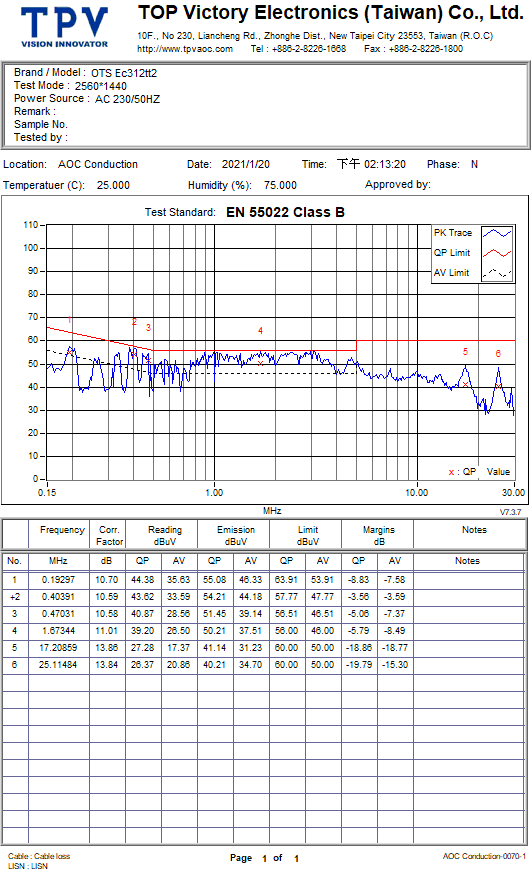 TPV
VISION INNOVATOR
TOP Victory Electronics (Taiwan) Co., Ltd.
10F., No 230, Liancheng Rd., Zhonghe Dist., New Taipei City 23553, Taiwan (R.O.C)
http://www.tpvaoc.com Tel : +886-2-8226-1668 Fax : +886-2-8226-1800
Brand / Model : OTS Ec312tt2
Test Mode : 2560*1440
Power Source : AC 230/50HZ
Remark :
Sample No.
Tested by :
Location: AOC Conduction Date: 2021/1/20 Time: 下午 02:13:20 Phase: N
Temperatuer (C): 25.000 Humidity (%): 75.000 Approved by:
Test Standard: EN 55022 Class B
110
100
90
80
70
60
50
40
30
20
10
0
PK Trace
QP Limit
AV Limit
1
2
3
4
5
6
x : QP Value
0.15 1.00 10.00 30.00
MHz
V7.3.7
Frequency Corr. Factor Reading dBuV Emission dBuV Limit dBuV Margins dB Notes
No. MHz dB QP AV QP AV QP AV QP AV Notes
1 0.19297 10.70 44.38 35.63 55.08 46.33 63.91 53.91 -8.83 -7.58
+2 0.40391 10.59 43.62 33.59 54.21 44.18 57.77 47.77 -3.56 -3.59
3 0.47031 10.58 40.87 28.56 51.45 39.14 56.51 46.51 -5.06 -7.37
4 1.67344 11.01 39.20 26.50 50.21 37.51 56.00 46.00 -5.79 -8.49
5 17.20859 13.86 27.28 17.37 41.14 31.23 60.00 50.00 -18.86 -18.77
6 25.11484 13.84 26.37 20.86 40.21 34.70 60.00 50.00 -19.79 -15.30
Cable : Cable loss
LISN : LISN
Page 1 of 1
AOC Conduction-0070-1